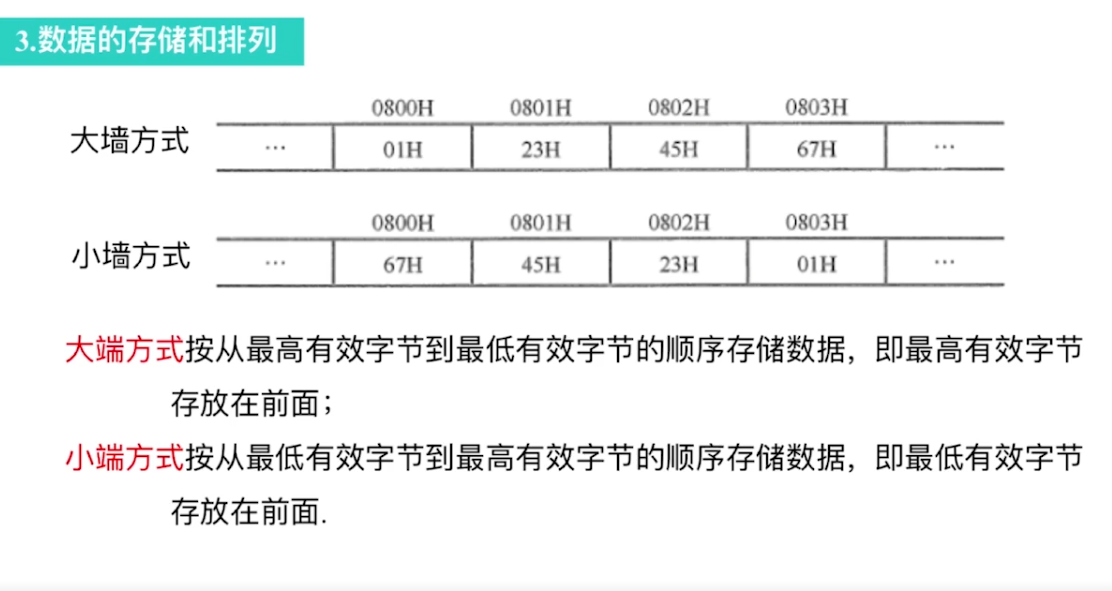 3.数据的存储和排列
0800H 0801H 0802H 0803H
大墙方式 … 01H 23H 45H 67H …
0800H 0801H 0802H 0803H
小墙方式 … 67H 45H 23H 01H …
大端方式按从最高有效字节到最低有效字节的顺序存储数据，即最高有效字节
存放在前面；
小端方式按从最低有效字节到最高有效字节的顺序存储数据，即最低有效字节
存放在前面.